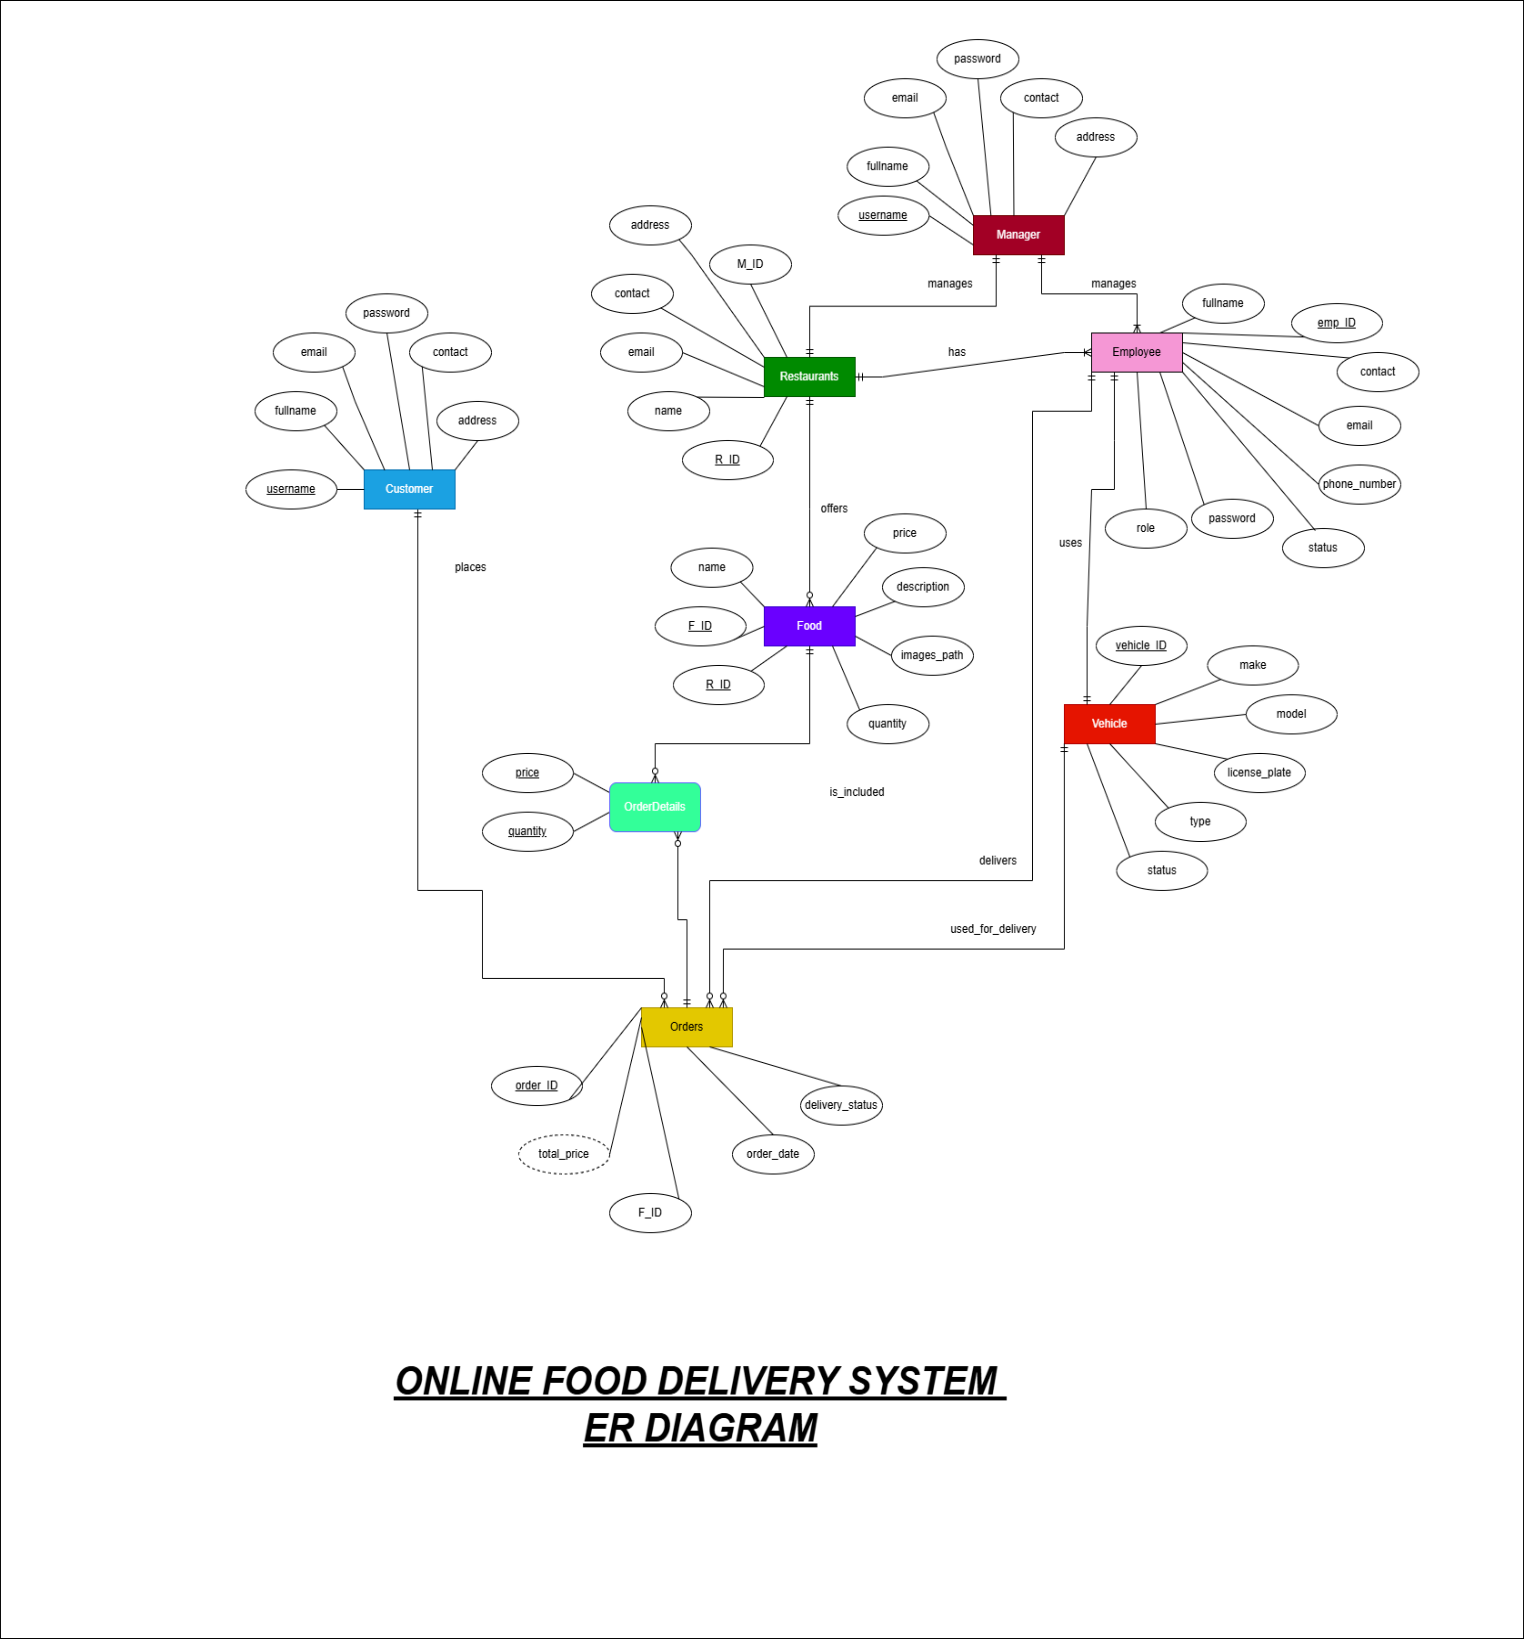 password
email
contact
address
fullname
username
Manager
address
M_ID
manages
manages
contact
fullname
emp_ID
password
email
contact
email
has
Employee
contact
Restaurants
fullname
address
name
email
R_ID
username
Customer
phone_number
offers
role
password
status
price
uses
places
name
description
F_ID
Food
vehicle_ID
images_path
make
R_ID
model
quantity
Vehicle
price
license_plate
is_included
OrderDetails
type
quantity
delivers
status
used_for_delivery
Orders
order_ID
delivery_status
total_price
order_date
F_ID
ONLINE FOOD DELIVERY SYSTEM
ER DIAGRAM